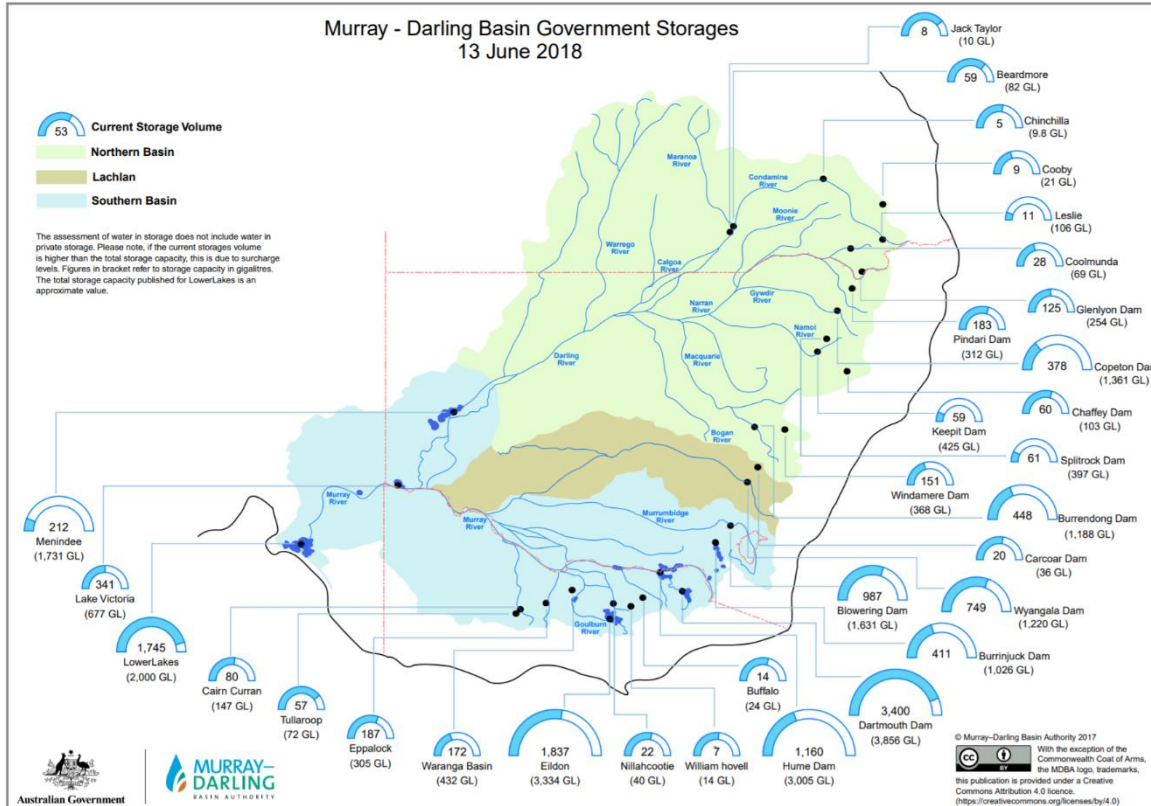 Murray - Darling Basin Government Storages
13 June 2018
53
Current Storage Volume
Northern Basin
Lachlan
Southern Basin
The assessment of water in storage does not include water in
private storage. Please note, if the current storages volume
is higher than the total storage capacity, this is due to surcharge
levels. Figures in bracket refer to storage capacity in gigalitres.
The total storage capacity published for LowerLakes is an
approximate value.
8
Jack Taylor
(10 GL)
59
Beardmore
(82 GL)
5
Chinchilla
(9.8 GL)
9
Cooby
(21 GL)
11
Leslie
(106 GL)
28
Coolmunda
(69 GL)
125
Glenlyon Dam
(254 GL)
183
Pindari Dam
(312 GL)
378
Copeton Dam
(1,361 GL)
60
Chaffey Dam
(103 GL)
59
Keepit Dam
(425 GL)
61
Splitrock Dam
(397 GL)
151
Windamere Dam
(368 GL)
448
Burrendong Dam
(1,188 GL)
20
Carcoar Dam
(36 GL)
749
Wyangala Dam
(1,220 GL)
987
Blowering Dam
(1,631 GL)
411
Burrinjuck Dam
(1,026 GL)
3,400
Dartmouth Dam
(3,856 GL)
1,160
Hume Dam
(3,005 GL)
14
Buffalo
(24 GL)
7
William hovell
(14 GL)
22
Nillahcootie
(40 GL)
1,837
Eildon
(3,334 GL)
172
Waranga Basin
(432 GL)
187
Eppalock
(305 GL)
57
Tullaroop
(72 GL)
80
Cairn Curran
(147 GL)
1,745
LowerLakes
(2,000 GL)
341
Lake Victoria
(677 GL)
212
Menindee
(1,731 GL)
Maranoa
River
Condamine
River
Moonie
River
Warrego
River
Calgoa
River
Narran
River
Gywdir
River
Namoi
River
Macquarie
River
Darling
River
Bogan
River
Murray
River
Murray
River
Murrumbidge
River
Goulburn
River
Australian Government
MURRAY–
DARLING
BASIN AUTHORITY
© Murray–Darling Basin Authority 2017
cc
BY
With the exception of the
Commonwealth Coat of Arms,
the MDBA logo, trademarks,
this publication is provided under a Creative
Commons Attribution 4.0 licence.
(https://creativecommons.org/licenses/by/4.0)